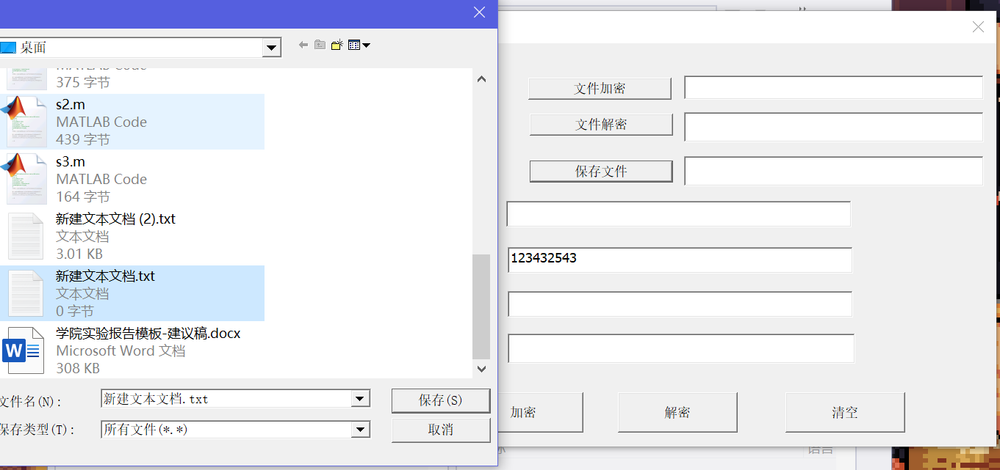 桌面
MATLAB Code
375 字节
s2.m
MATLAB Code
439 字节
s3.m
MATLAB Code
164 字节
新建文本文档 (2).txt
文本文档
3.01 KB
新建文本文档.txt
文本文档
0 字节
W
学院实验报告模板-建议稿.docx
Microsoft Word 文档
308 KB
文件名(N):
新建文本文档.txt
保存(S)
保存类型(T):
所有文件(*.*)
取消
文件加密
文件解密
保存文件
123432543
加密
解密
清空
语言